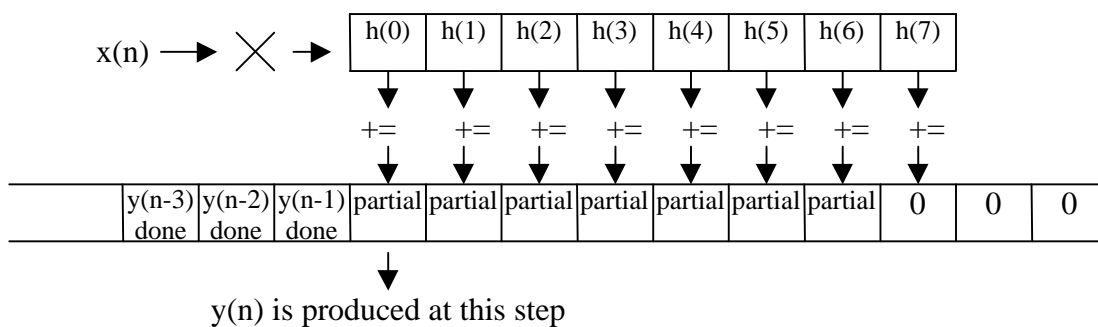 x(n) h(0) h(1) h(2) h(3) h(4) h(5) h(6) h(7)
+= += += += += += += +=
y(n-3) y(n-2) y(n-1) partial partial partial partial partial partial partial 0 0 0
done done done
y(n) is produced at this step